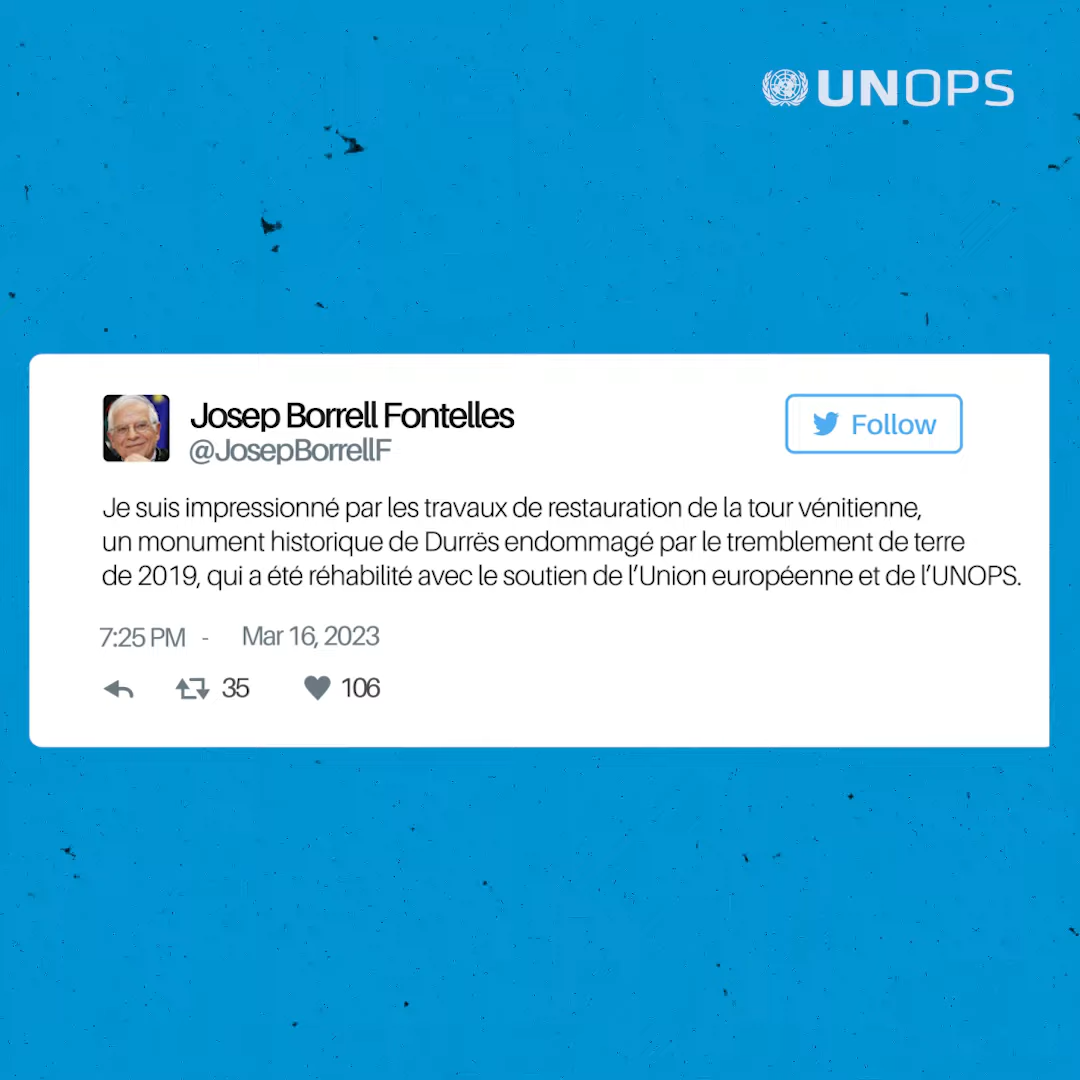 UNOPS
Josep Borrell Fontelles
@JosepBorrellF
Follow
Je suis impressionné par les travaux de restauration de la tour vénitienne,
un monument historique de Durrës endommagé par le tremblement de terre
de 2019, qui a été réhabilité avec le soutien de l’Union européenne et de l’UNOPS.
7:25 PM - Mar 16, 2023
35 106